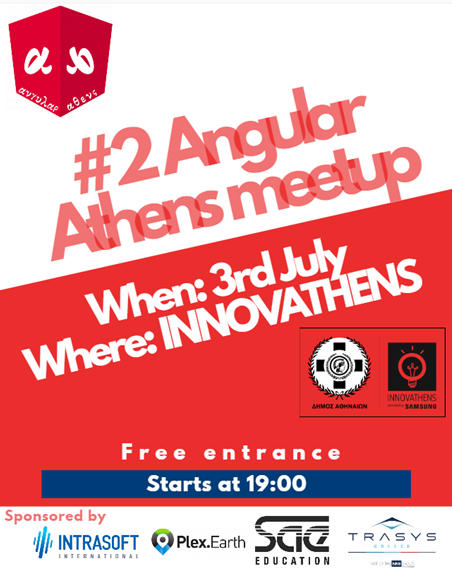 α ω
αγγυλαρ αθενς
#2 Angular
Athens meetup
When: 3rd July
Where: INNOVATHENS
ΔΗΜΟΣ ΑΘΗΝΑΙΩΝ
INNOVATHENS
SAMSUNG
Free entrance
Starts at 19:00
Sponsored by
INTRASOFT
INTERNATIONAL
Plex.Earth
sae
EDUCATION
TRASYS
GREECE